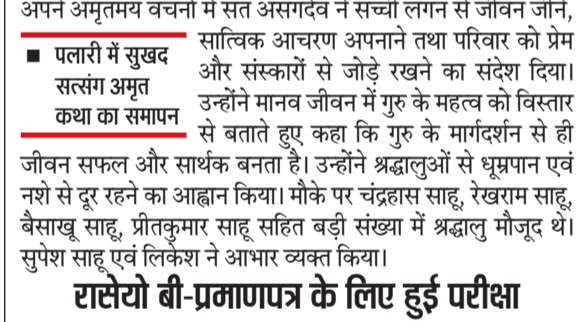 अपने अमृतमय वचनों में संत असंगदेव ने सच्ची लगन से जीवन जीने,
■ पलारी में सुखद
सत्संग अमृत
कथा का समापन
सात्विक आचरण अपनाने तथा परिवार को प्रेम
और संस्कारों से जोड़े रखने का संदेश दिया।
उन्होंने मानव जीवन में गुरु के महत्व को विस्तार
से बताते हुए कहा कि गुरु के मार्गदर्शन से ही
जीवन सफल और सार्थक बनता है। उन्होंने श्रद्धालुओं से धूम्रपान एवं
नशे से दूर रहने का आह्वान किया। मौके पर चंद्रहास साहू, रेखराम साहू,
बैसाखू साहू, प्रीतकुमार साहू सहित बड़ी संख्या में श्रद्धालु मौजूद थे।
सुपेश साहू एवं लिकेश ने आभार व्यक्त किया।
रासेयो बी-प्रमाणपत्र के लिए हुई परीक्षा